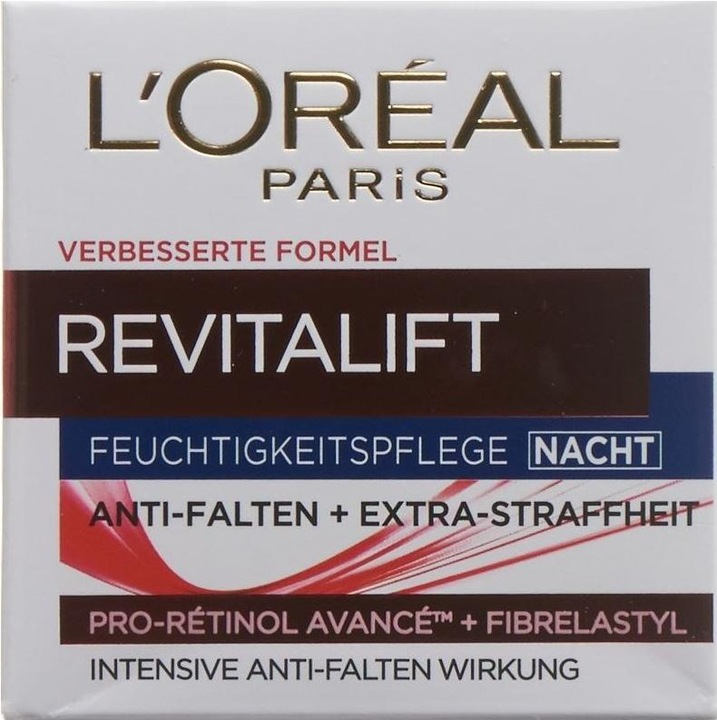 L'ORÉAL
PARiS
VERBESSERTE FORMEL
REVITALIFT
FEUCHTIGKEITSPFLEGE NACHT
ANTI-FALTEN + EXTRA-STRAFFHEIT
PRO-RÉTINOL AVANCÉ™ + FIBRELASTYL
INTENSIVE ANTI-FALTEN WIRKUNG